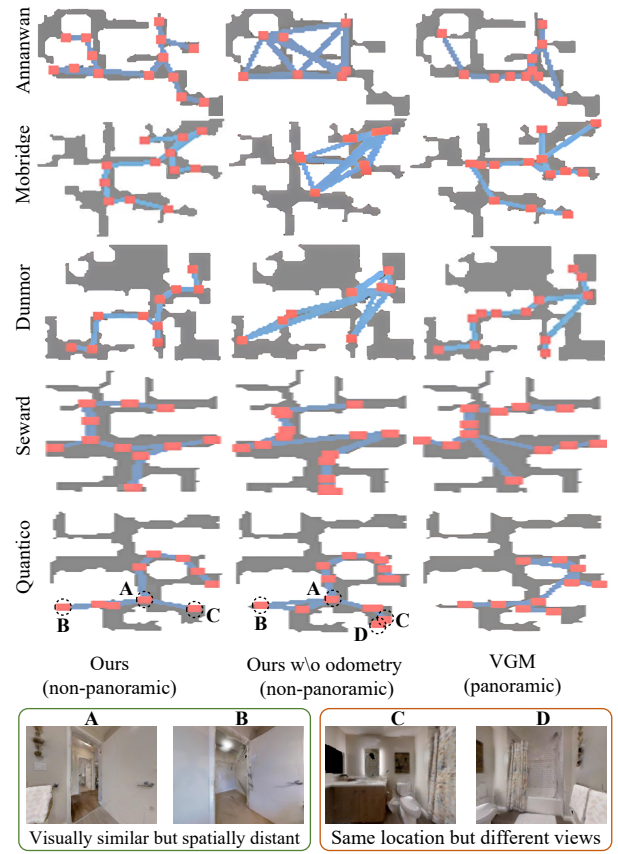 Annanwan
Mobridge
Dunmor
Seward
Quantico
A
B
C
A
B
D
C
Ours
(non-panoramic)
Ours w\o odometry
(non-panoramic)
VGM
(panoramic)
A
B
C
D
Visually similar but spatially distant
Same location but different views